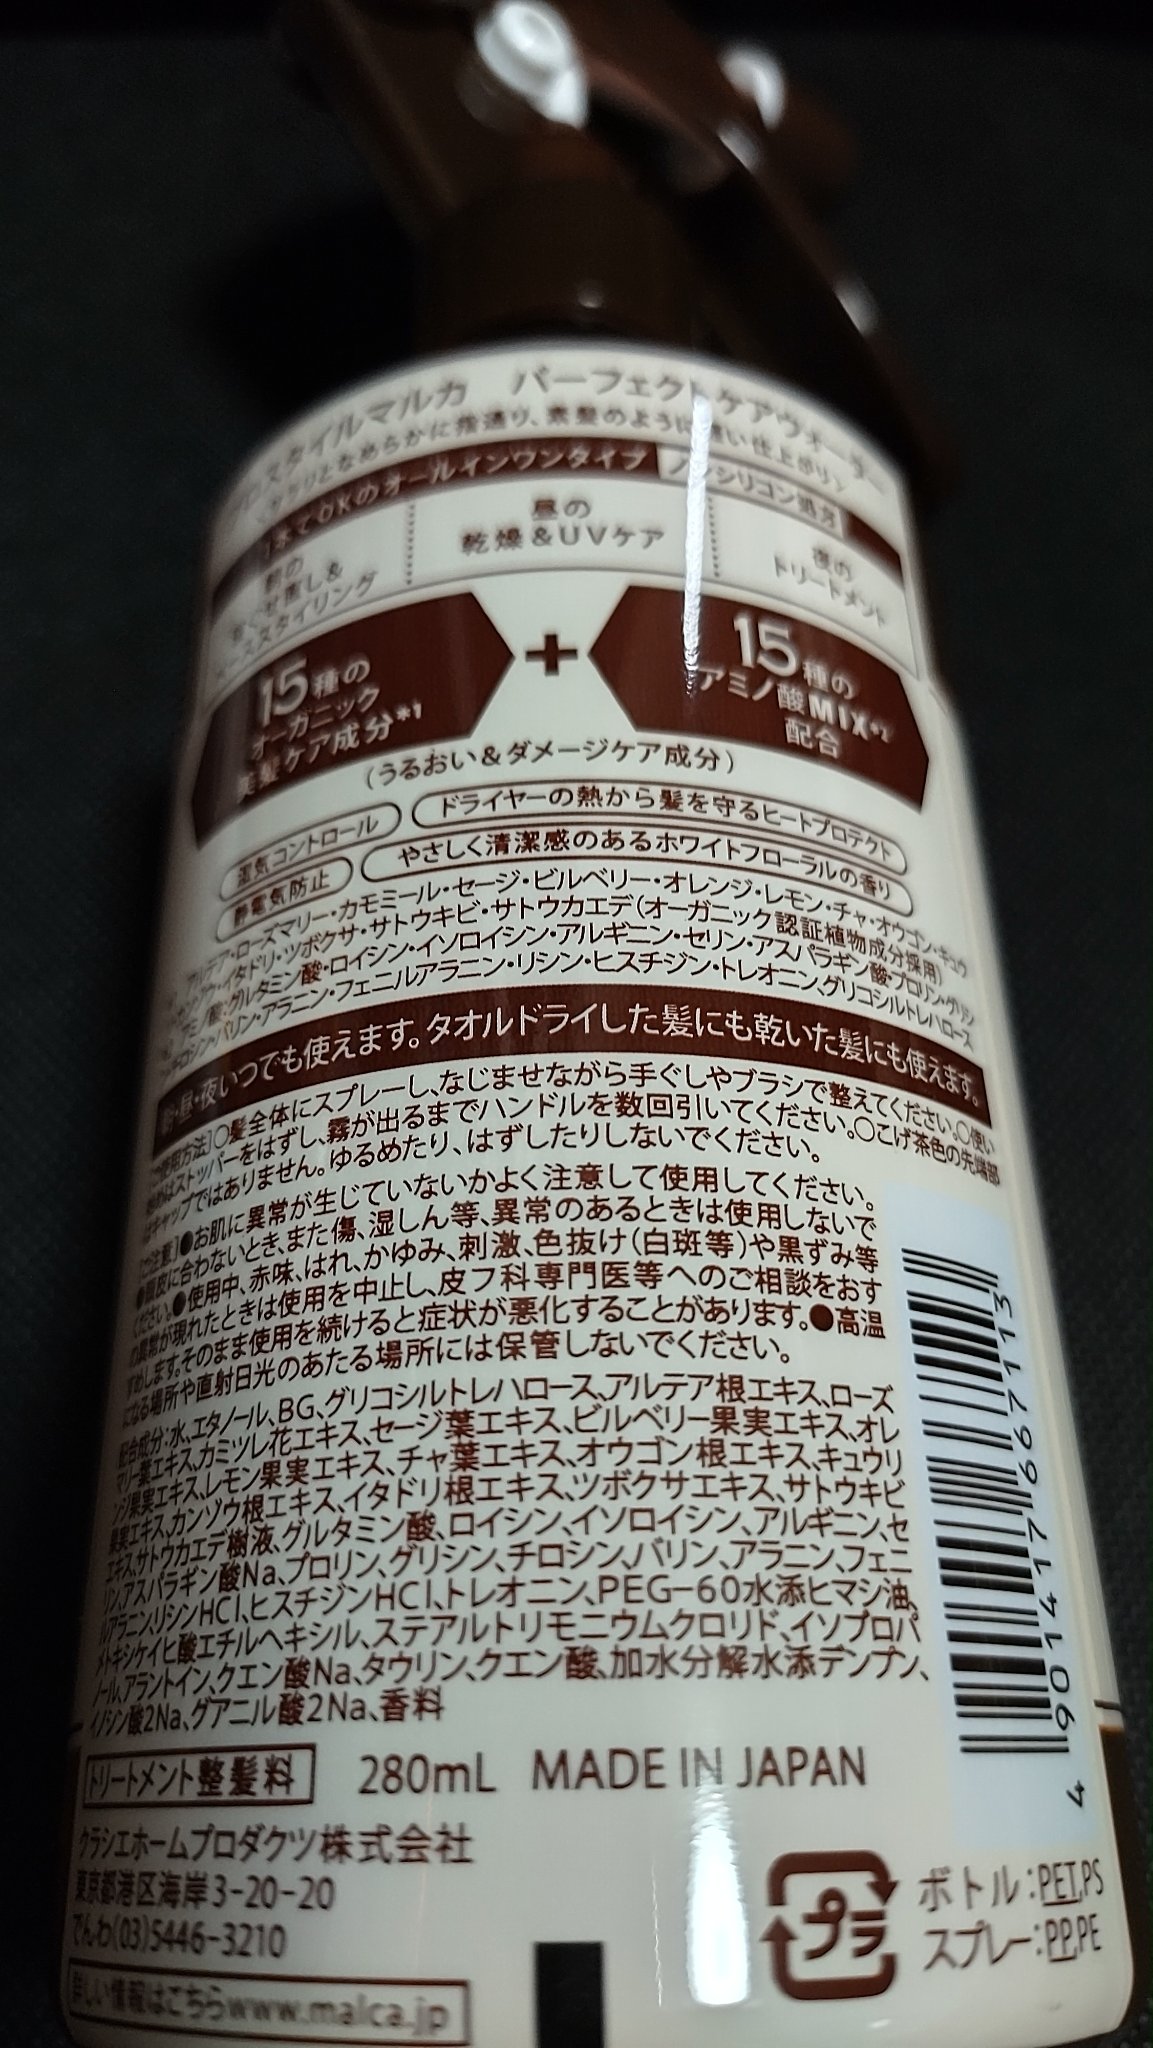 スタイルマルカ パーフェクトケアウォーター
なめらかに指通り、素髪のように軽い仕上がり
1本でOKのオールインワンタイプ ノンシリコン処方
朝の
寝ぐせ直し&
ベーススタイリング
昼の
乾燥&UVケア
夜の
トリートメント
15種の
オーガニック
美髪ケア成分*1
+
15種の
アミノ酸MIX*2
配合
(うるおい&ダメージケア成分)
湿気コントロール ドライヤーの熱から髪を守るヒートプロテクト
静電気防止 やさしく清潔感のあるホワイトフローラルの香り
アルテア・ローズマリー・カモミール・セージ・ビルベリー・オレンジ・レモン・チャ・オウゴン・キュウ
イタドリ・ツボクサ・サトウキビ・サトウカエデ(オーガニック認証植物成分採用)
グルタミン酸・ロイシン・イソロイシン・アルギニン・セリン・アスパラギン酸・プロリン・グリシ
チロシン・バリン・アラニン・フェニルアラニン・リシン・ヒスチジン・トレオニン、グリコシルトレハロース
朝・昼・夜いつでも使えます。タオルドライした髪にも乾いた髪にも使えます。
[ご使用方法]○髪全体にスプレーし、なじませながら手ぐしやブラシで整えてください。○使い
始めはストッパーをはずし、霧が出るまでハンドルを数回引いてください。○こげ茶色の先端部
はキャップではありません。ゆるめたり、はずしたりしないでください。
[ご注意]●お肌に異常が生じていないかよく注意して使用してください。
●頭皮に合わないとき、また傷、湿しん等、異常のあるときは使用しないで
ください。●使用中、赤味、はれ、かゆみ、刺激、色抜け(白斑等)や黒ずみ等
の異常が現れたときは使用を中止し、皮フ科専門医等へのご相談をおす
すめします。そのまま使用を続けると症状が悪化することがあります。●高温
になる場所や直射日光のあたる場所には保管しないでください。
配合成分:水、エタノール、BG、グリコシルトレハロース、アルテア根エキス、ローズ
マリー葉エキス、カミツレ花エキス、セージ葉エキス、ビルベリー果実エキス、オレ
ンジ果実エキス、レモン果実エキス、チャ葉エキス、オウゴン根エキス、キュウリ
果実エキス、カンゾウ根エキス、イタドリ根エキス、ツボクサエキス、サトウキビ
エキス、サトウカエデ樹液、グルタミン酸、ロイシン、イソロイシン、アルギニン、セ
リン、アスパラギン酸Na、プロリン、グリシン、チロシン、バリン、アラニン、フェニ
ルアラニン、リシンHCl、ヒスチジンHCl、トレオニン、PEG-60水添ヒマシ油、
メトキシケイヒ酸エチルヘキシル、ステアルトリモニウムクロリド、イソプロパ
ノール、アラントイン、クエン酸Na、タウリン、クエン酸、加水分解水添デンプン、
イノシン酸2Na、グアニル酸2Na、香料
トリートメント整髪料 280mL MADE IN JAPAN
クラシエホームプロダクツ株式会社
東京都港区海岸3-20-20
でんわ(03)5446-3210
詳しい情報はこちらwww.malca.jp
プラ
ボトル:PET,PS
スプレー:PP,PE
4 901417 667113